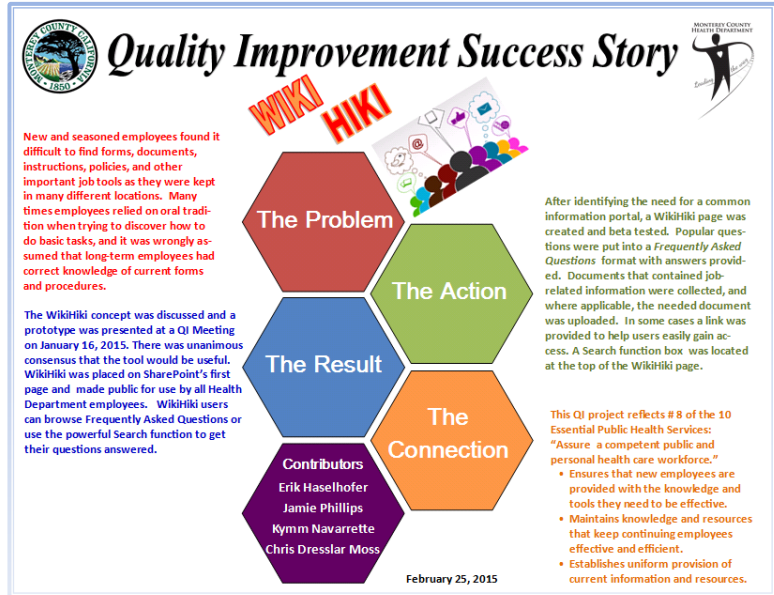 Quality Improvement Success Story
MONTEREY COUNTY CALIFORNIA
1850
MONTEREY COUNTY
HEALTH DEPARTMENT
Leading the way
WIKI
HIKI
New and seasoned employees found it
difficult to find forms, documents,
instructions, policies, and other
important job tools as they were kept
in many different locations. Many
times employees relied on oral tradi-
tion when trying to discover how to
do basic tasks, and it was wrongly as-
sumed that long-term employees had
correct knowledge of current forms
and procedures.
The Problem
The Action
After identifying the need for a common
information portal, a WikiHiki page was
created and beta tested. Popular ques-
tions were put into a Frequently Asked
Questions format with answers provid-
ed. Documents that contained job-
related information were collected, and
where applicable, the needed document
was uploaded. In some cases a link was
provided to help users easily gain ac-
cess. A Search function box was located
at the top of the WikiHiki page.
The WikiHiki concept was discussed and a
prototype was presented at a QI Meeting
on January 16, 2015. There was unanimous
consensus that the tool would be useful.
WikiHiki was placed on SharePoint's first
page and made public for use by all Health
Department employees. WikiHiki users
can browse Frequently Asked Questions or
use the powerful Search function to get
their questions answered.
The Result
The
Connection
This QI project reflects # 8 of the 10
Essential Public Health Services:
“Assure a competent public and
personal health care workforce.”
• Ensures that new employees are
provided with the knowledge and
tools they need to be effective.
• Maintains knowledge and resources
that keep continuing employees
effective and efficient.
• Establishes uniform provision of
current information and resources.
Contributors
Erik Haselhofer
Jamie Phillips
Kymm Navarrette
Chris Dresslar Moss
February 25, 2015